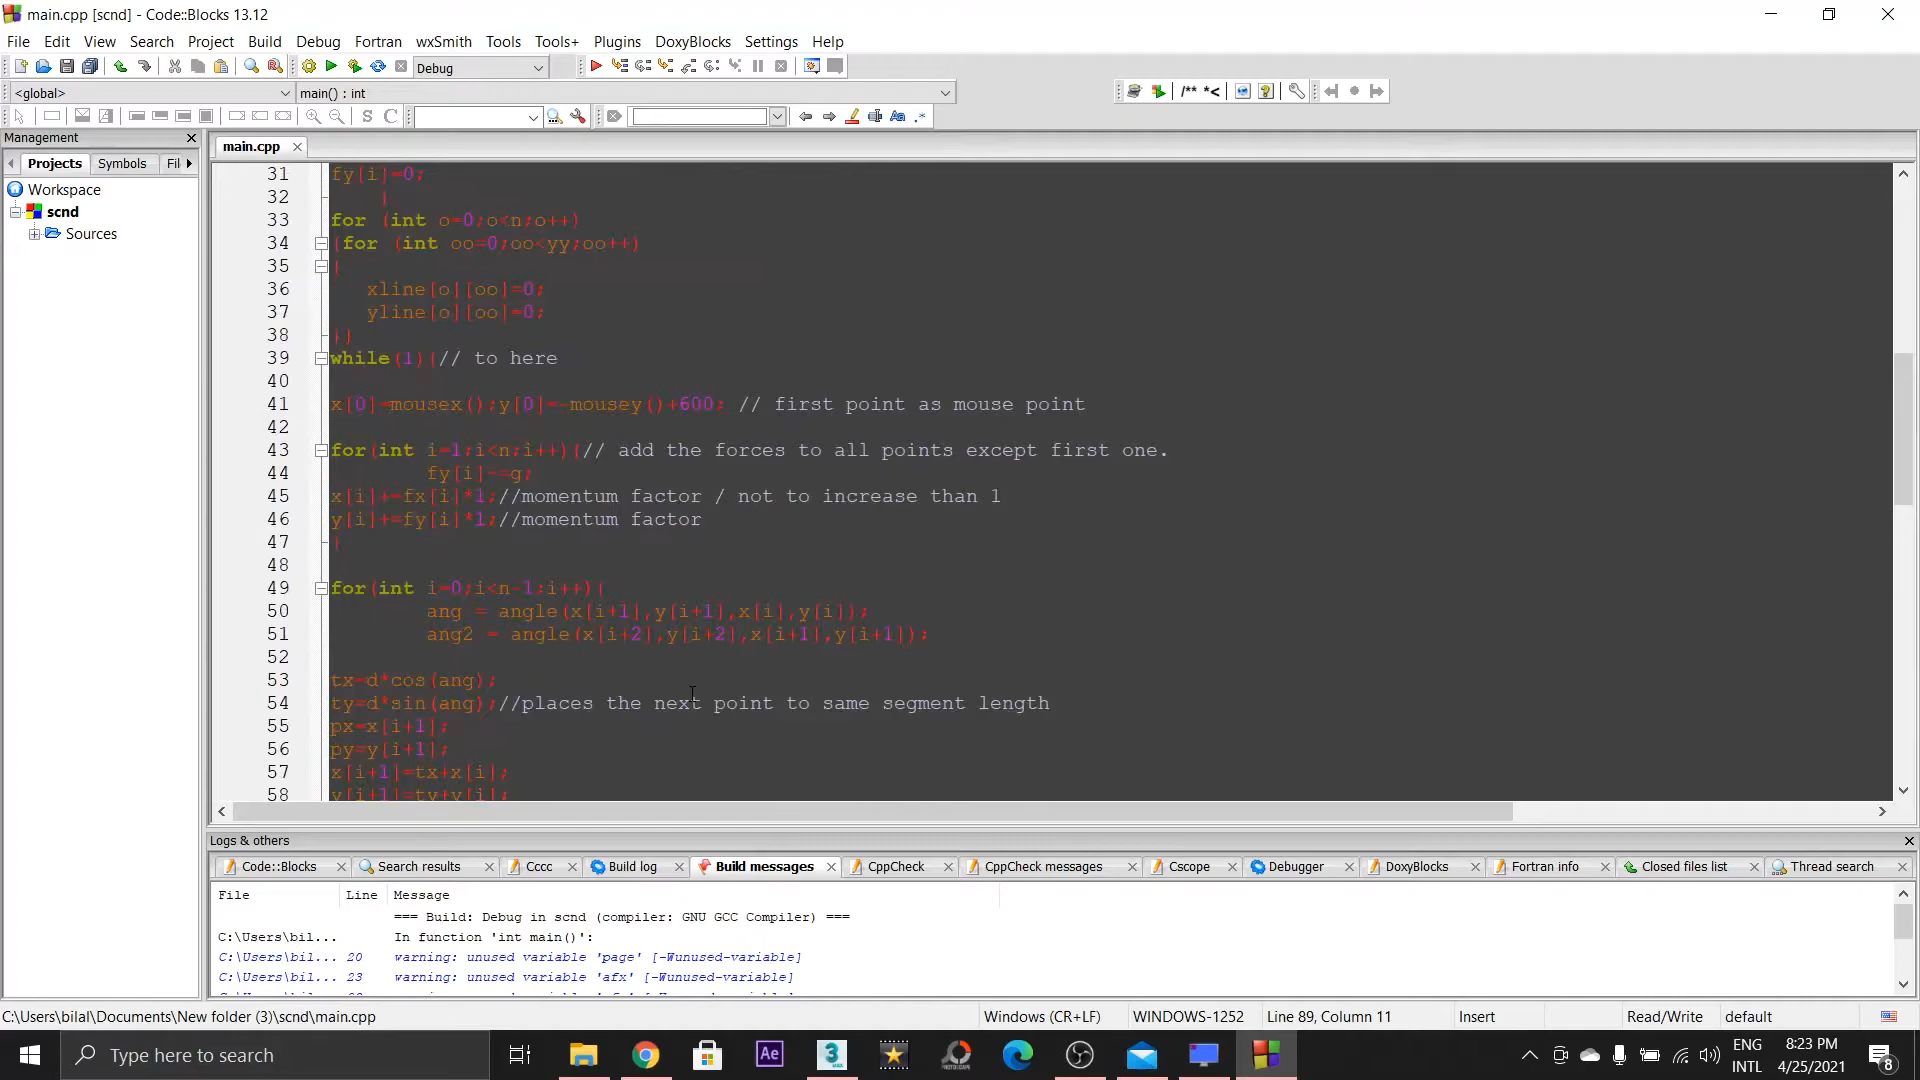 main.cpp [scnd] - Code::Blocks 13.12
File Edit View Search Project Build Debug Fortran wxSmith Tools Tools+ Plugins DoxyBlocks Settings Help
Debug
<global> main() : int /** *<
S C Aa .*
Management
main.cpp
Projects Symbols Fil
Workspace
scnd
Sources
31 fy[i]=0;
32 }
33 for (int o=0;o<n;o++)
34 {for (int oo=0;oo<yy;oo++)
35 {
36 xline[o][oo]=0;
37 yline[o][oo]=0;
38 }}
39 while(1){// to here
40
41 x[0]=mousex();y[0]=-mousey()+600; // first point as mouse point
42
43 for(int i=1;i<n;i++){// add the forces to all points except first one.
44 fy[i]-=g;
45 x[i]+=fx[i]*1;//momentum factor / not to increase than 1
46 y[i]+=fy[i]*1;//momentum factor
47 }
48
49 for(int i=0;i<n-1;i++){
50 ang = angle(x[i+1],y[i+1],x[i],y[i]);
51 ang2 = angle(x[i+2],y[i+2],x[i+1],y[i+1]);
52
53 tx=d*cos(ang);
54 ty=d*sin(ang);//places the next point to same segment length
55 px=x[i+1];
56 py=y[i+1];
57 x[i+1]=tx+x[i];
58 y[i+1]=ty+y[i];
Logs & others
Code::Blocks Search results Cccc Build log Build messages CppCheck CppCheck messages Cscope Debugger DoxyBlocks Fortran info Closed files list Thread search
File Line Message
=== Build: Debug in scnd (compiler: GNU GCC Compiler) ===
C:\Users\bil... In function 'int main()':
C:\Users\bil... 20 warning: unused variable 'page' [-Wunused-variable]
C:\Users\bil... 23 warning: unused variable 'afx' [-Wunused-variable]
C:\Users\bilal\Documents\New folder (3)\scnd\main.cpp Windows (CR+LF) WINDOWS-1252 Line 89, Column 11 Insert Read/Write default
Type here to search
Ae
ENG
INTL
8:23 PM
4/25/2021
8